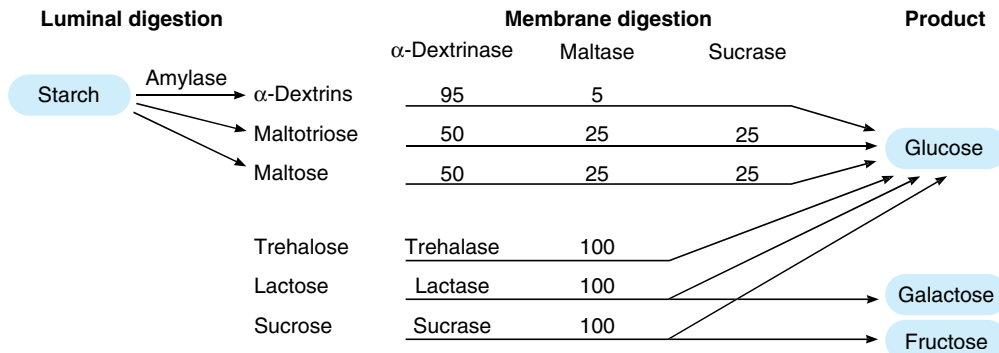 Luminal digestion Membrane digestion Product
α-Dextrinase Maltase Sucrase
Amylase
Starch α-Dextrins 95 5
Maltotriose 50 25 25
Glucose
Maltose 50 25 25
Trehalose Trehalase 100
Lactose Lactase 100
Galactose
Sucrose Sucrase 100
Fructose